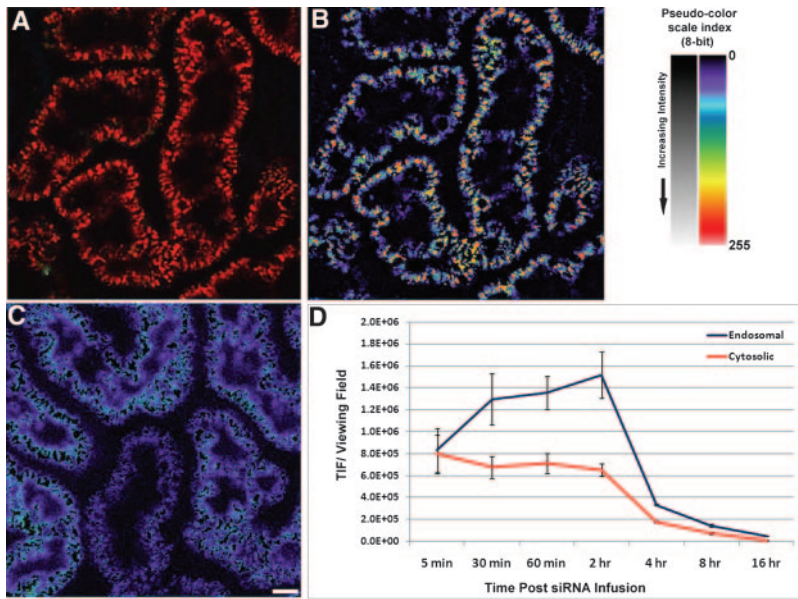 A
B
Pseudo-color
scale index
(8-bit)
0
Increasing Intensity
255
C
D
2.0E+06
1.8E+06
1.6E+06
1.4E+06
1.2E+06
1.0E+06
8.0E+05
6.0E+05
4.0E+05
2.0E+05
0.0E+00
TIF/ Viewing Field
Endosomal
Cytosolic
5 min 30 min 60 min 2 hr 4 hr 8 hr 16 hr
Time Post siRNA Infusion